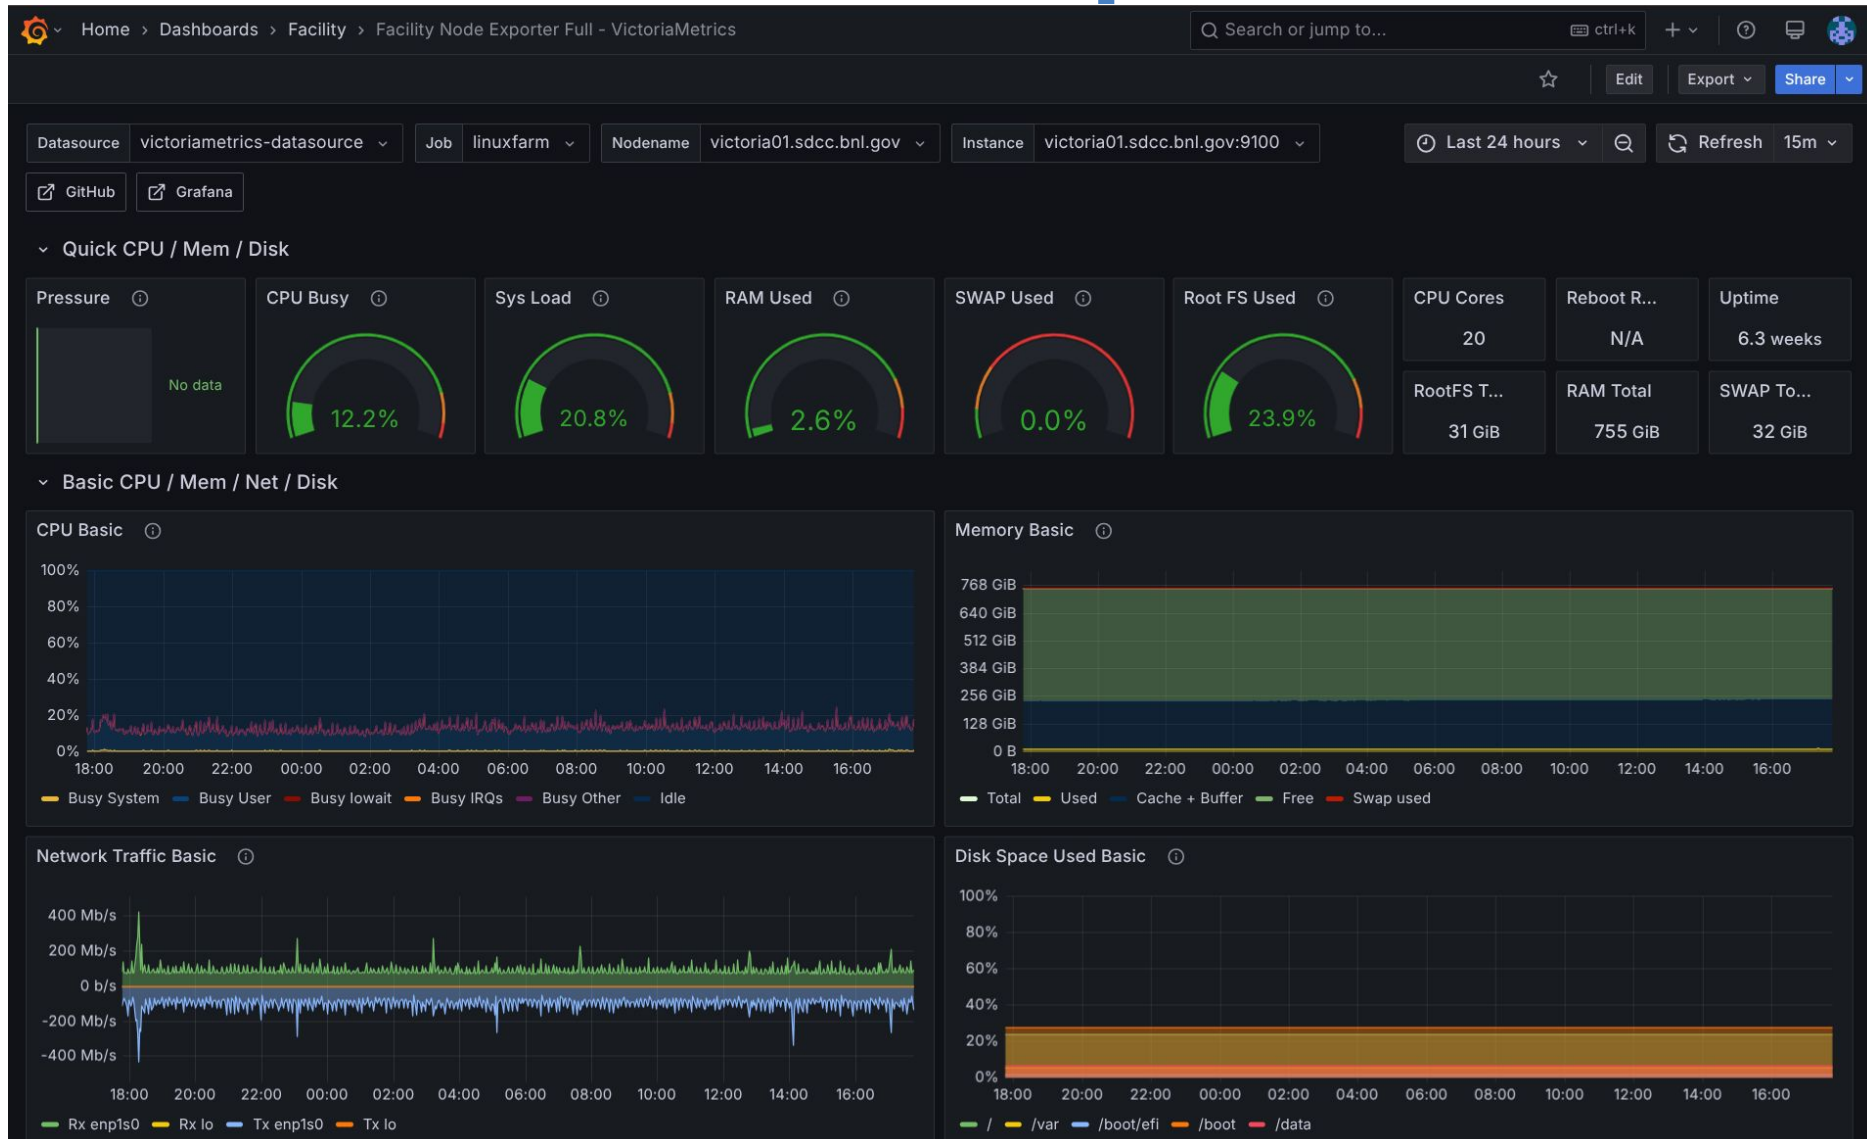 Home > Dashboards > Facility > Facility Node Exporter Full - VictoriaMetrics
Search or jump to...
ctrl+k
Edit
Export
Share
Datasource victoriametrics-datasource
Job linuxfarm
Nodename victoria01.sdcc.bnl.gov
Instance victoria01.sdcc.bnl.gov:9100
Last 24 hours
Refresh 15m
GitHub
Grafana
Quick CPU / Mem / Disk
Pressure
No data
CPU Busy
12.2%
Sys Load
20.8%
RAM Used
2.6%
SWAP Used
0.0%
Root FS Used
23.9%
CPU Cores
20
Reboot R...
N/A
Uptime
6.3 weeks
RootFS T...
31 GiB
RAM Total
755 GiB
SWAP To...
32 GiB
Basic CPU / Mem / Net / Disk
CPU Basic
100%
80%
60%
40%
20%
0%
18:00 20:00 22:00 00:00 02:00 04:00 06:00 08:00 10:00 12:00 14:00 16:00
Busy System Busy User Busy Iowait Busy IRQs Busy Other Idle
Memory Basic
768 GiB
640 GiB
512 GiB
384 GiB
256 GiB
128 GiB
0 B
18:00 20:00 22:00 00:00 02:00 04:00 06:00 08:00 10:00 12:00 14:00 16:00
Total Used Cache + Buffer Free Swap used
Network Traffic Basic
400 Mb/s
200 Mb/s
0 b/s
-200 Mb/s
-400 Mb/s
18:00 20:00 22:00 00:00 02:00 04:00 06:00 08:00 10:00 12:00 14:00 16:00
Rx enp1s0 Rx lo Tx enp1s0 Tx lo
Disk Space Used Basic
100%
80%
60%
40%
20%
0%
18:00 20:00 22:00 00:00 02:00 04:00 06:00 08:00 10:00 12:00 14:00 16:00
/ /var /boot/efi /boot /data